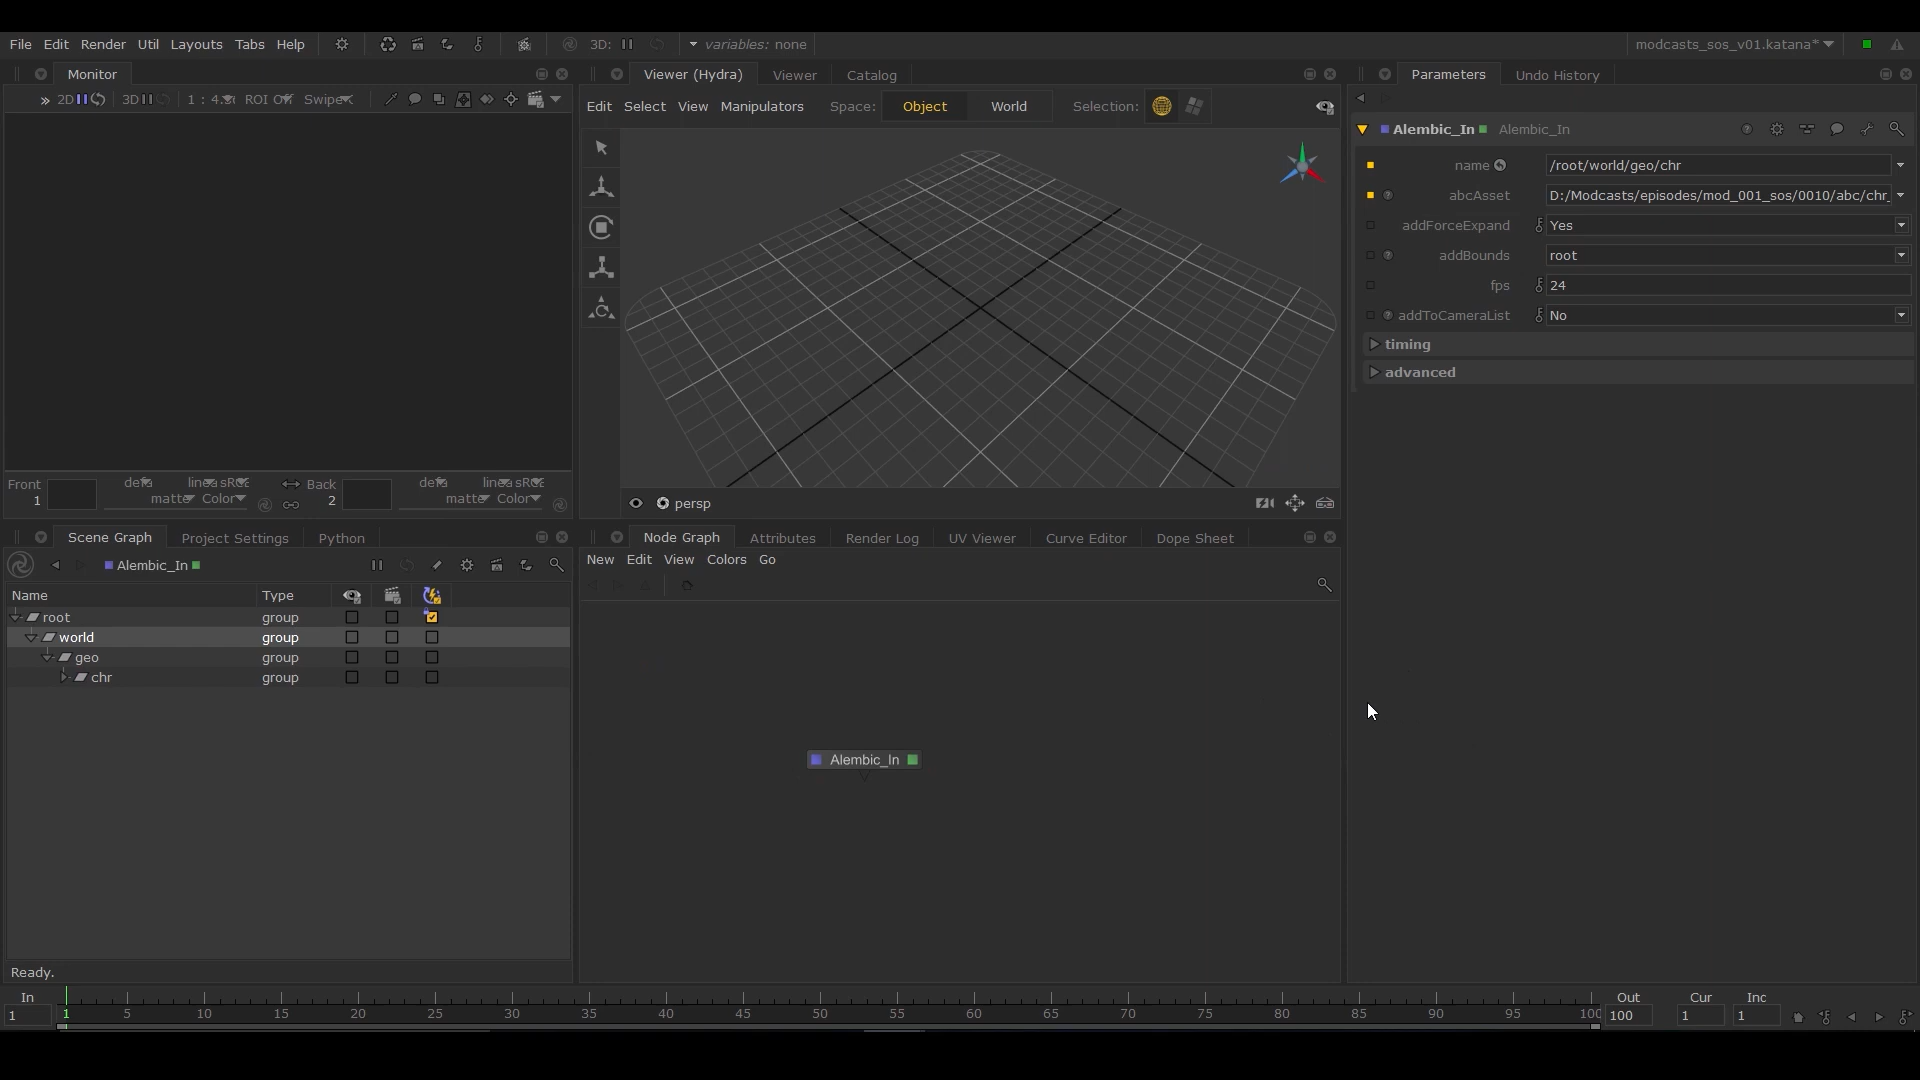 File Edit Render Util Layouts Tabs Help 3D: variables: none modcasts_sos_v01.katana*
Monitor
Viewer (Hydra) Viewer Catalog
Parameters Undo History
2D 3D ROI Off Swipe
Edit Select View Manipulators Space: Object World Selection:
Alembic_In Alembic_In
name /root/world/geo/chr
abcAsset D:/Modcasts/episodes/mod_001_sos/0010/abc/chr_
addForceExpand Yes
addBounds root
fps 24
addToCameraList No
timing
advanced
Front
1
matte Color
Back
2
matte Color
persp
Scene Graph Project Settings Python
Node Graph Attributes Render Log UV Viewer Curve Editor Dope Sheet
Alembic_In
New Edit View Colors Go
Name Type
root group
world group
geo group
chr group
Alembic_In
Ready.
In
1
1 5 10 15 20 25 30 35 40 45 50 55 60 65 70 75 80 85 90 95
Out
100
Cur
1
Inc
1